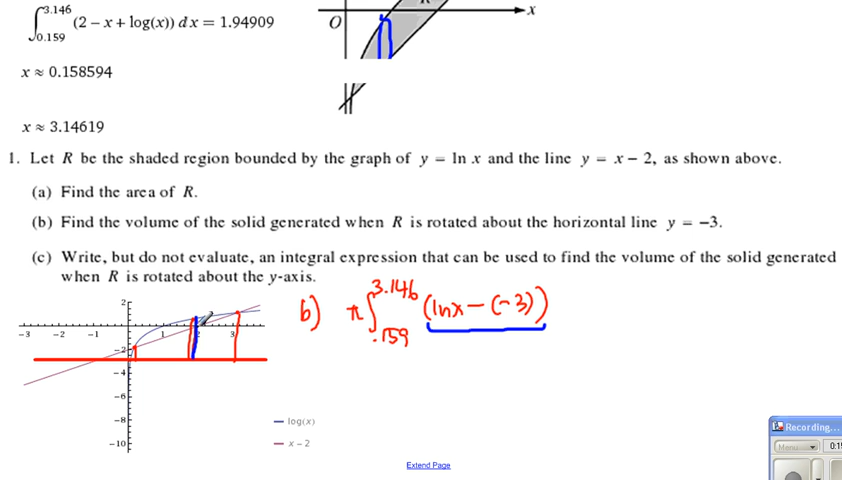 ∫_{0.159}^{3.146} (2 − x + log(x)) dx = 1.94909
O
x
x ≈ 0.158594
x ≈ 3.14619
1. Let R be the shaded region bounded by the graph of y = ln x and the line y = x − 2, as shown above.
(a) Find the area of R.
(b) Find the volume of the solid generated when R is rotated about the horizontal line y = −3.
(c) Write, but do not evaluate, an integral expression that can be used to find the volume of the solid generated
when R is rotated about the y-axis.
b) π∫_{.159}^{3.146} (lnx − (−3))
2
−3 −2 −1 1 2 3
−2
−4
−6
−8
−10
log(x)
x − 2
Extend Page
Recording...
Menu